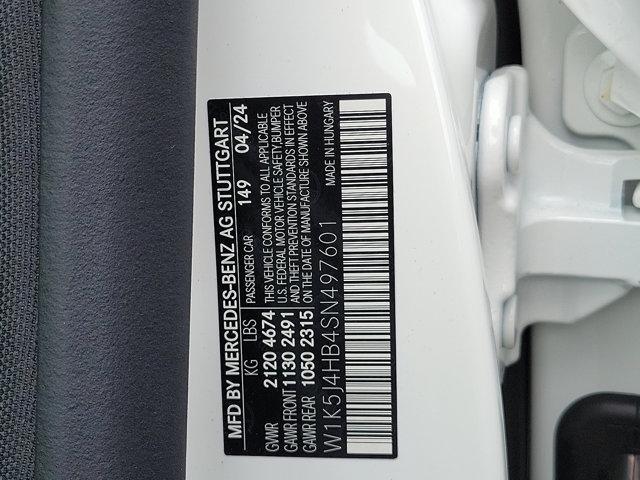 MFD BY MERCEDES-BENZ AG STUTTGART
KG LBS PASSENGER CAR 149 04/24
GVWR 2120 4674 THIS VEHICLE CONFORMS TO ALL APPLICABLE
U.S. FEDERAL MOTOR VEHICLE SAFETY, BUMPER
GAWR FRONT 1130 2491 AND THEFT PREVENTION STANDARDS IN EFFECT
GAWR REAR 1050 2315 ON THE DATE OF MANUFACTURE SHOWN ABOVE
W1K5J4HB4SN497601 MADE IN HUNGARY